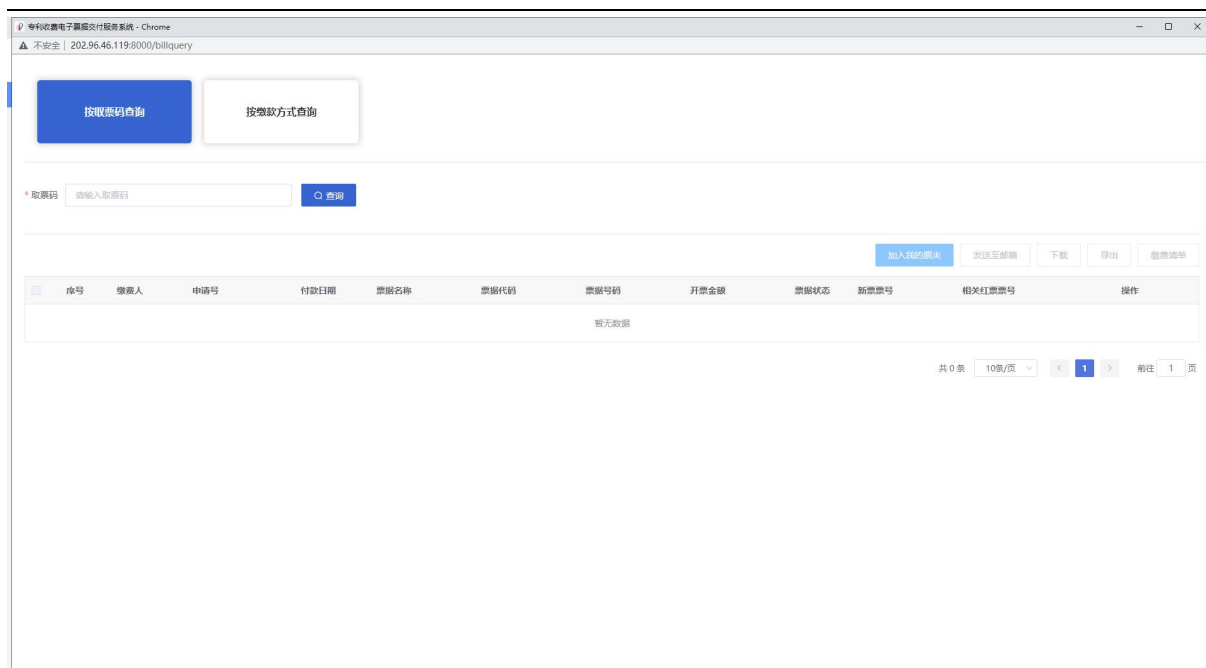 专利收费电子票据交付服务系统 - Chrome
不安全 | 202.96.46.119:8000/billquery
按取票码查询 按缴款方式查询
* 取票码 请输入取票码 查询
加入我的票夹 发送至邮箱 下载 导出 缴费清单
序号 缴费人 申请号 付款日期 票据名称 票据代码 票据号码 开票金额 票据状态 新票票号 相关红票票号 操作
暂无数据
共 0 条 10条/页 < 1 > 前往 1 页